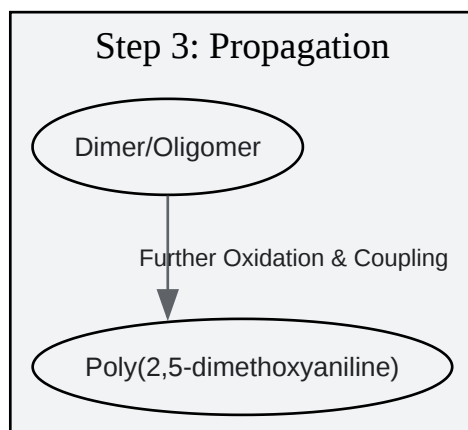 Step 3: Propagation
Dimer/Oligomer
Further Oxidation & Coupling
Poly(2,5-dimethoxyaniline)